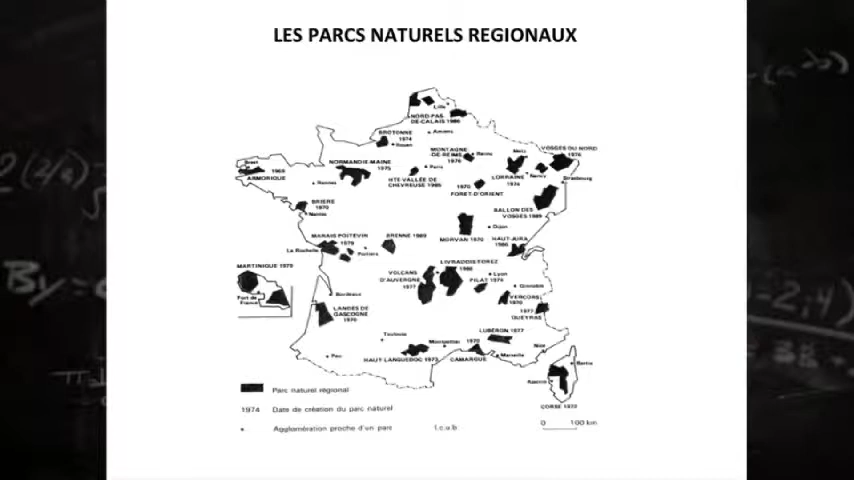 LES PARCS NATURELS REGIONAUX
Lille
NORD-PAS-
DE-CALAIS 1986
BROTONNE
1974
Rouen
Amiens
MONTAGNE
DE-REIMS
1976
Reims
Metz
VOSGES DU NORD
1976
Brest
1969
ARMORIQUE
NORMANDIE-MAINE
1975
Paris
HTE-VALLÉE DE
CHEVREUSE 1985
LORRAINE
1974
Nancy
Strasbourg
Rennes
1970
FORET-D'ORIENT
BRIERE
1970
Nantes
BALLON DES
VOSGES 1989
Dijon
MARAIS POITEVIN
1979
La Rochelle
Poitiers
BRENNE 1989
MORVAN 1970
HAUT-JURA
1986
MARTINIQUE 1975
Fort de
France
VOLCANS
D'AUVERGNE
1977
LIVRADOIS-FOREZ
1986
Lyon
PILAT 1974
Grenoble
VERCORS
1970
1977
QUEYRAS
Bordeaux
LANDES DE
GASCOGNE
1970
Toulouse
Montpellier
1970
LUBÉRON 1977
Nice
Pau
HAUT-LANGUEDOC 1973
CAMARGUE
Marseille
Bastia
Ajaccio
CORSE 1972
Parc naturel régional
1974 Date de création du parc naturel
Agglomération proche d'un parc
0 100 km